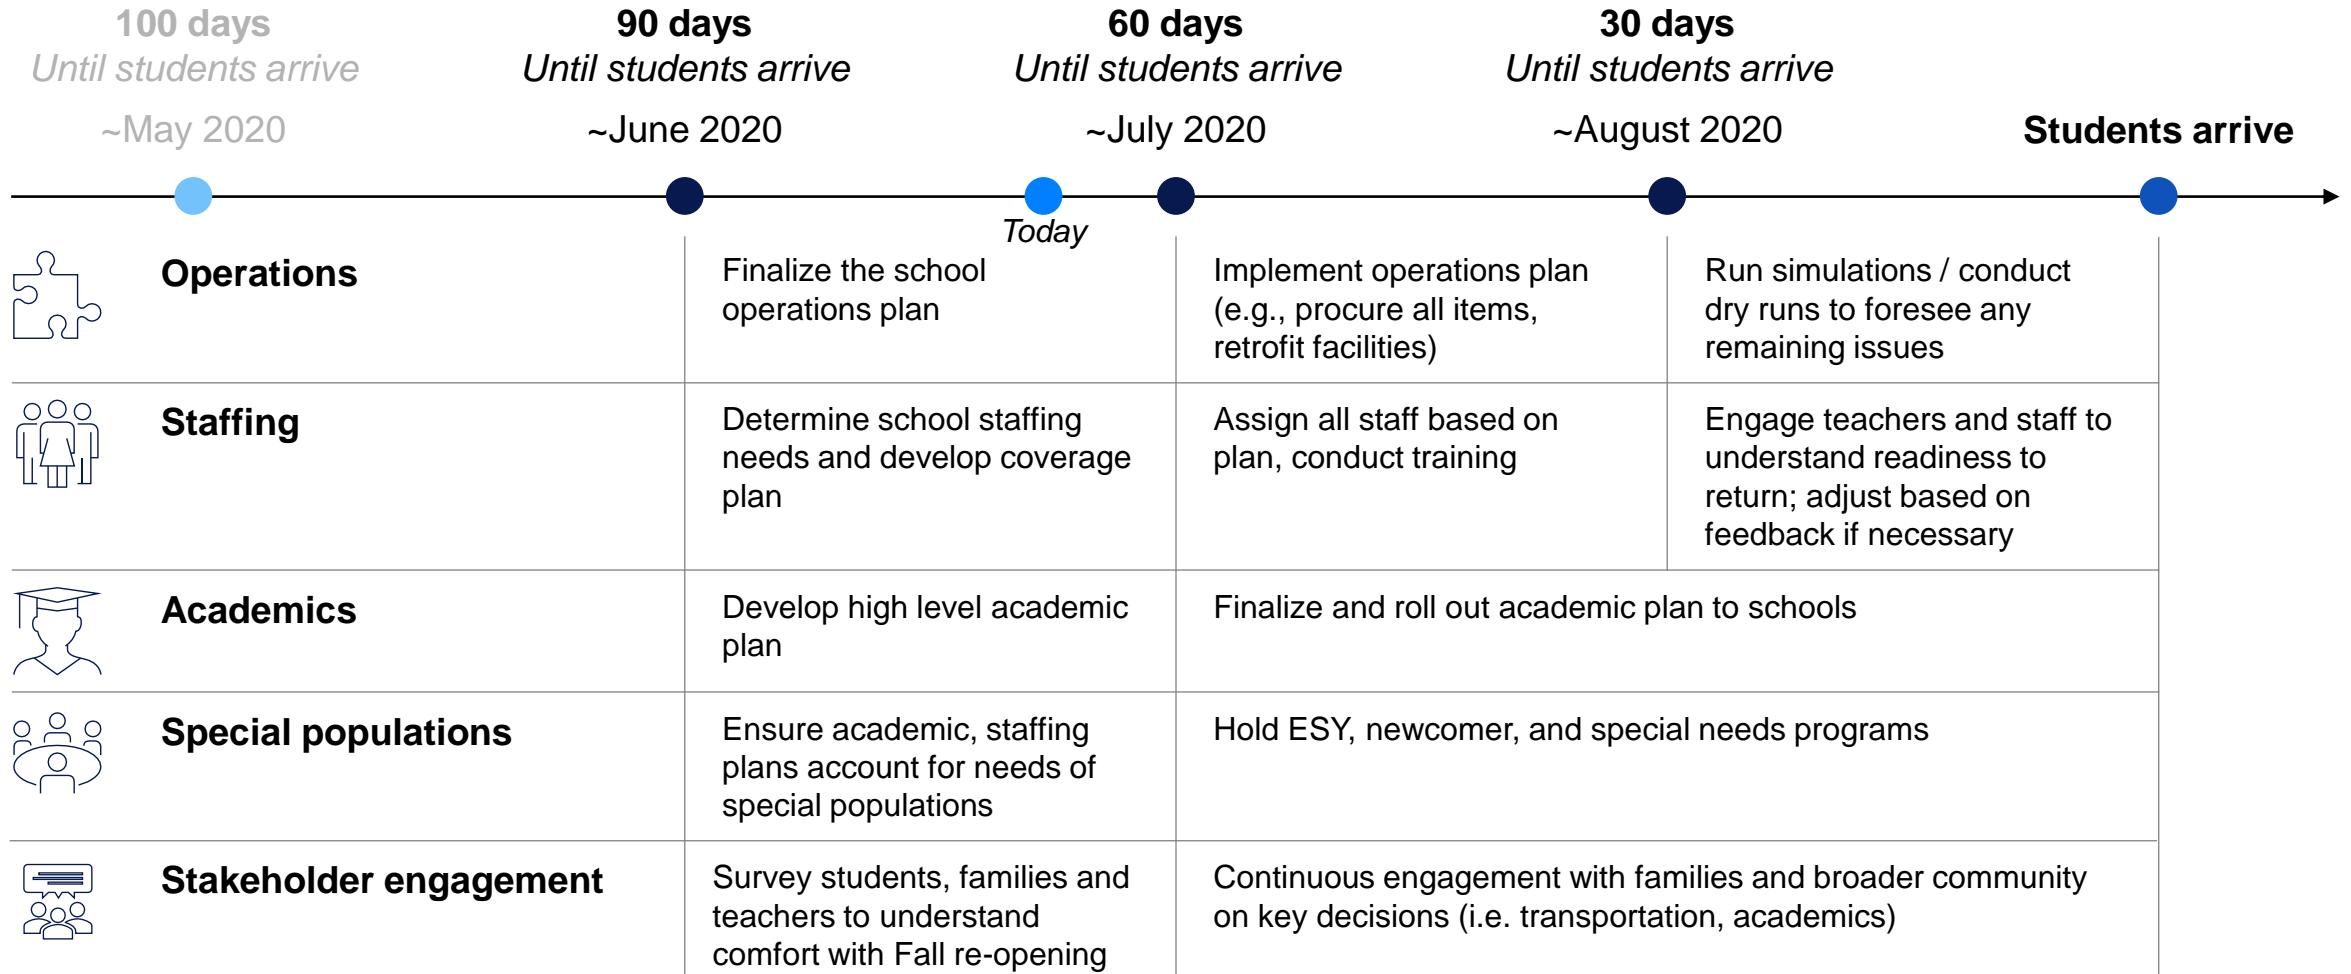 100 days
Until students arrive
~May 2020
90 days
Until students arrive
~June 2020
60 days
Until students arrive
~July 2020
30 days
Until students arrive
~August 2020
Students arrive
Today
Operations
Finalize the school
operations plan
Implement operations plan
(e.g., procure all items,
retrofit facilities)
Run simulations / conduct
dry runs to foresee any
remaining issues
Staffing
Determine school staffing
needs and develop coverage
plan
Assign all staff based on
plan, conduct training
Engage teachers and staff to
understand readiness to
return; adjust based on
feedback if necessary
Academics
Develop high level academic
plan
Finalize and roll out academic plan to schools
Special populations
Ensure academic, staffing
plans account for needs of
special populations
Hold ESY, newcomer, and special needs programs
Stakeholder engagement
Survey students, families and
teachers to understand
comfort with Fall re-opening
Continuous engagement with families and broader community
on key decisions (i.e. transportation, academics)